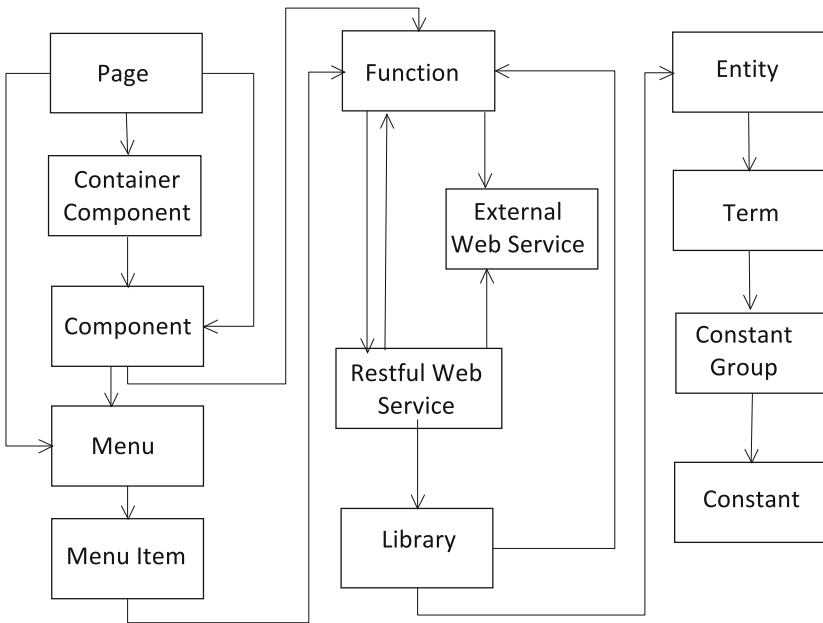 Page
Container
Component
Component
Menu
Menu Item
Function
External
Web Service
Restful Web
Service
Library
Entity
Term
Constant
Group
Constant